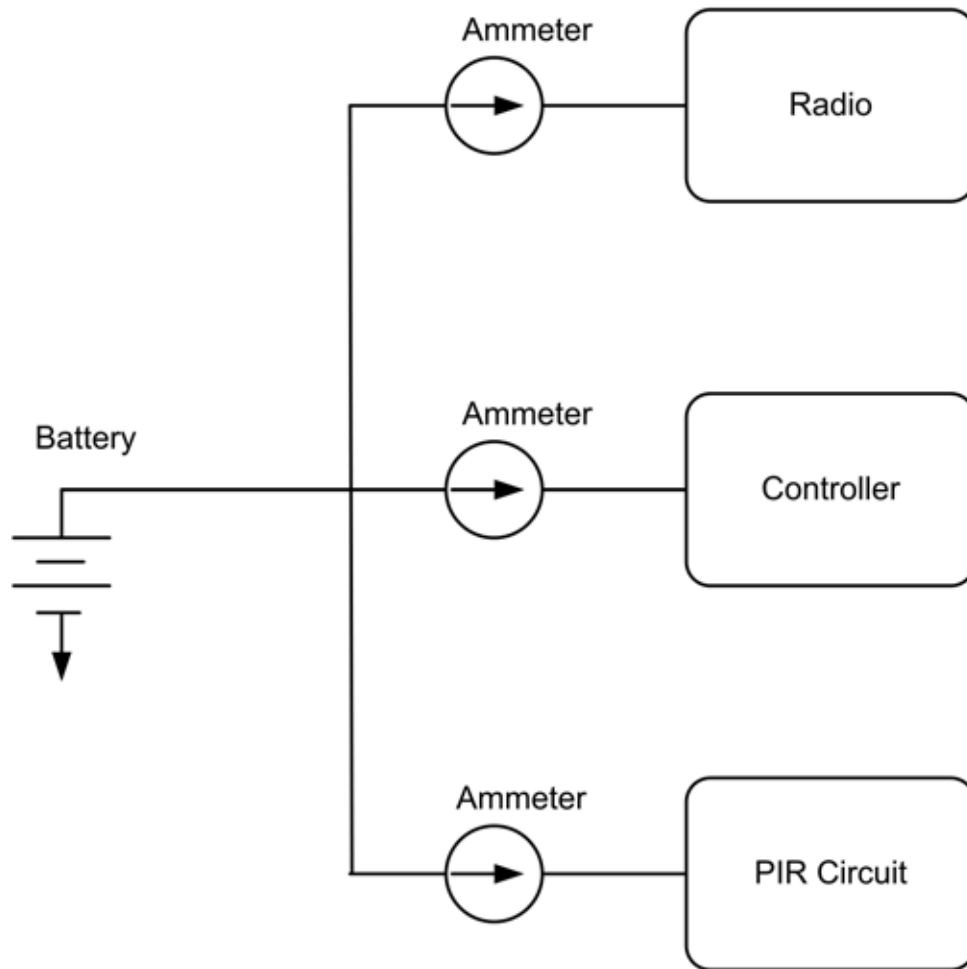 Ammeter
Radio
Ammeter
Battery
Controller
Ammeter
PIR Circuit